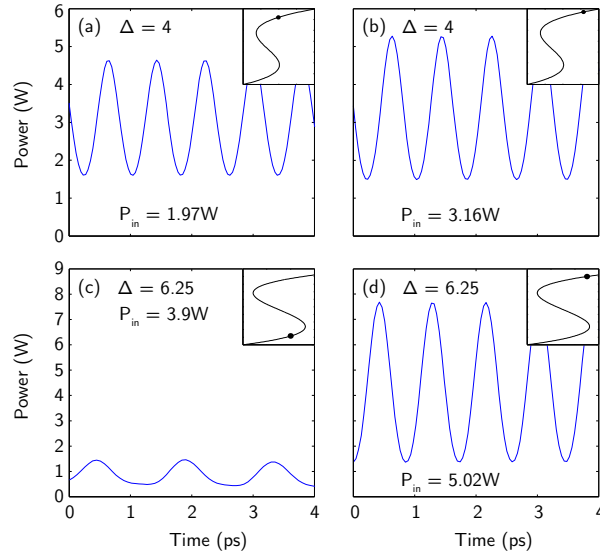 (a) Δ = 4
(b) Δ = 4
6
5
4
3
2
1
0
Power (W)
P_in = 1.97W
P_in = 3.16W
(c) Δ = 6.25
P_in = 3.9W
(d) Δ = 6.25
9
8
7
6
5
4
3
2
1
0
Power (W)
P_in = 5.02W
0 1 2 3 4
0 1 2 3 4
Time (ps)
Time (ps)